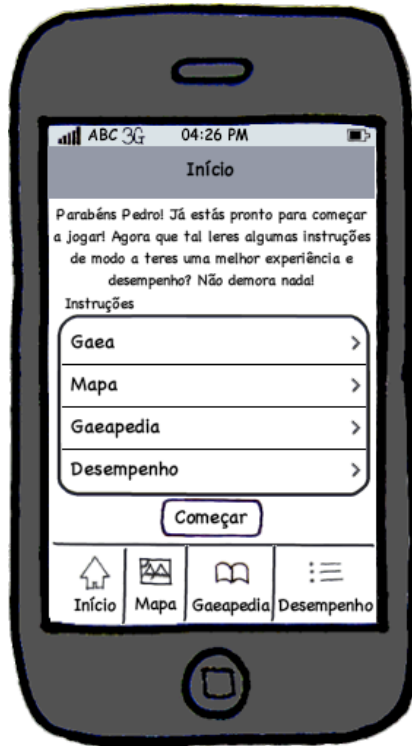 ABC 3G 04:26 PM
Início
Parabéns Pedro! Já estás pronto para começar
a jogar! Agora que tal leres algumas instruções
de modo a teres uma melhor experiência e
desempenho? Não demora nada!
Instruções
Gaea
Mapa
Gaeapedia
Desempenho
Começar
Início Mapa Gaeapedia Desempenho